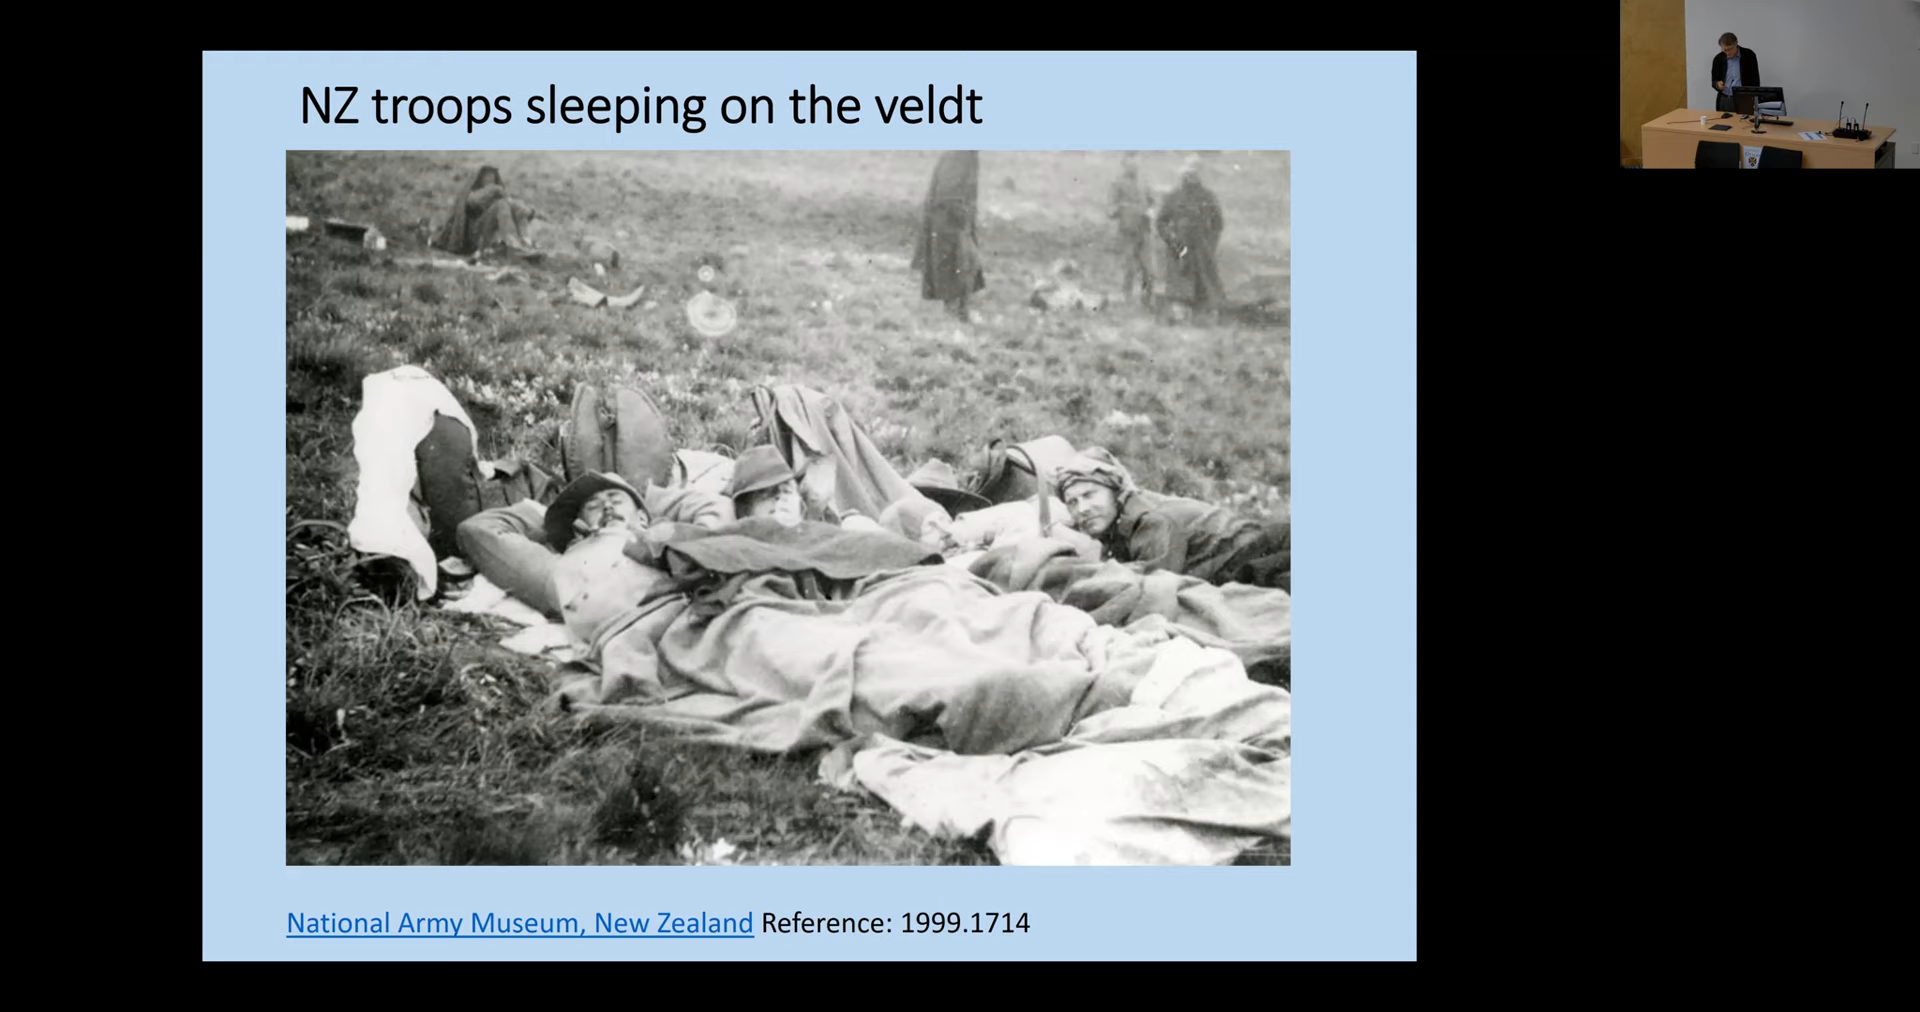 NZ troops sleeping on the veldt
National Army Museum, New Zealand Reference: 1999.1714